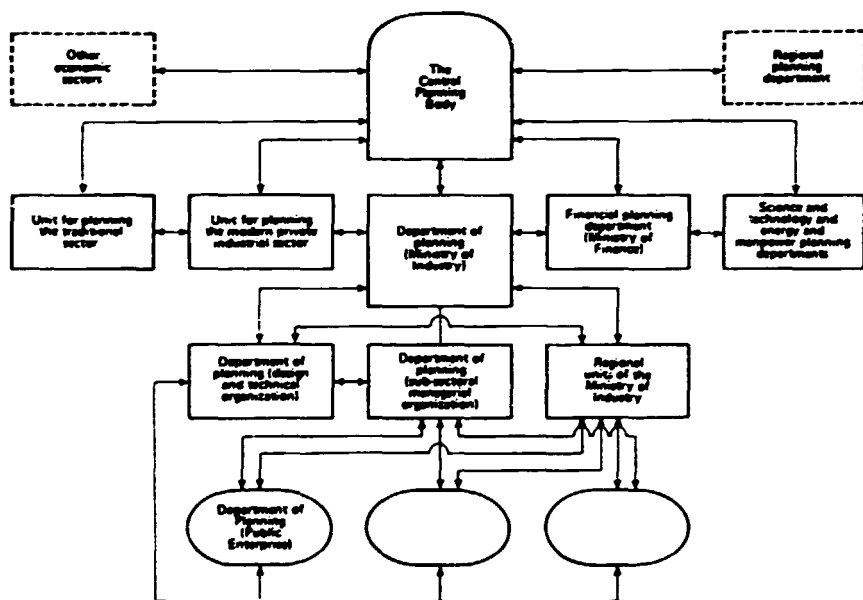 Other
economic
sectors
The
Central
Planning
Body
Regional
planning
department
Unit for planning
the traditional
sector
Unit for planning
the modern private
industrial sector
Department of
planning
(Ministry of
Industry)
Financial planning
department
(Ministry of
Finance)
Science and
technology and
energy and
manpower planning
departments
Department of
planning (design
and technical
organization)
Department of
planning
(sub-sectoral
managerial
organization)
Regional
units of the
Ministry of
Industry
Department of
Planning
(Public
Enterprise)